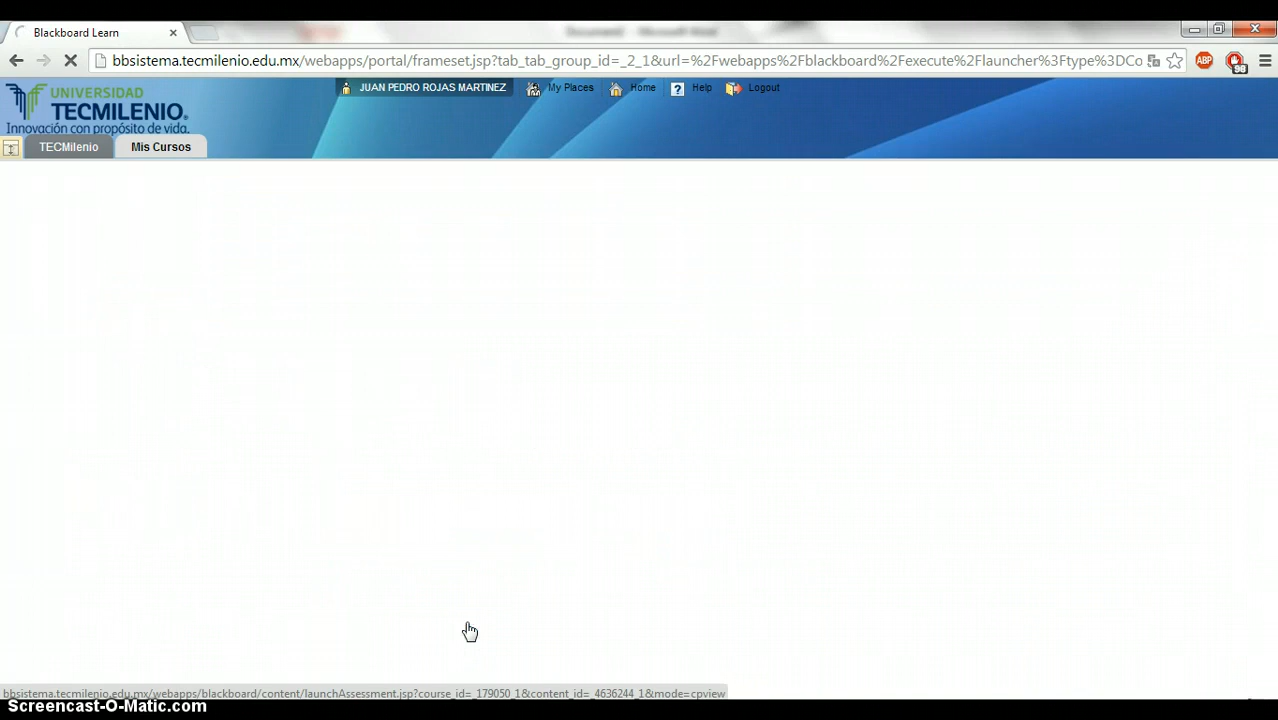 Blackboard Learn
bbsistema.tecmilenio.edu.mx/webapps/portal/frameset.jsp?tab_tab_group_id=_2_1&url=%2Fwebapps%2Fblackboard%2Fexecute%2Flauncher%3Ftype%3DCo
ABP
98
UNIVERSIDAD
TECMILENIO®
Innovación con propósito de vida.
JUAN PEDRO ROJAS MARTINEZ
My Places
Home
Help
Logout
TECMilenio
Mis Cursos
bbsistema.tecmilenio.edu.mx/webapps/blackboard/content/launchAssessment.jsp?course_id=_179050_1&content_id=_4636244_1&mode=cpview
Screencast-O-Matic.com